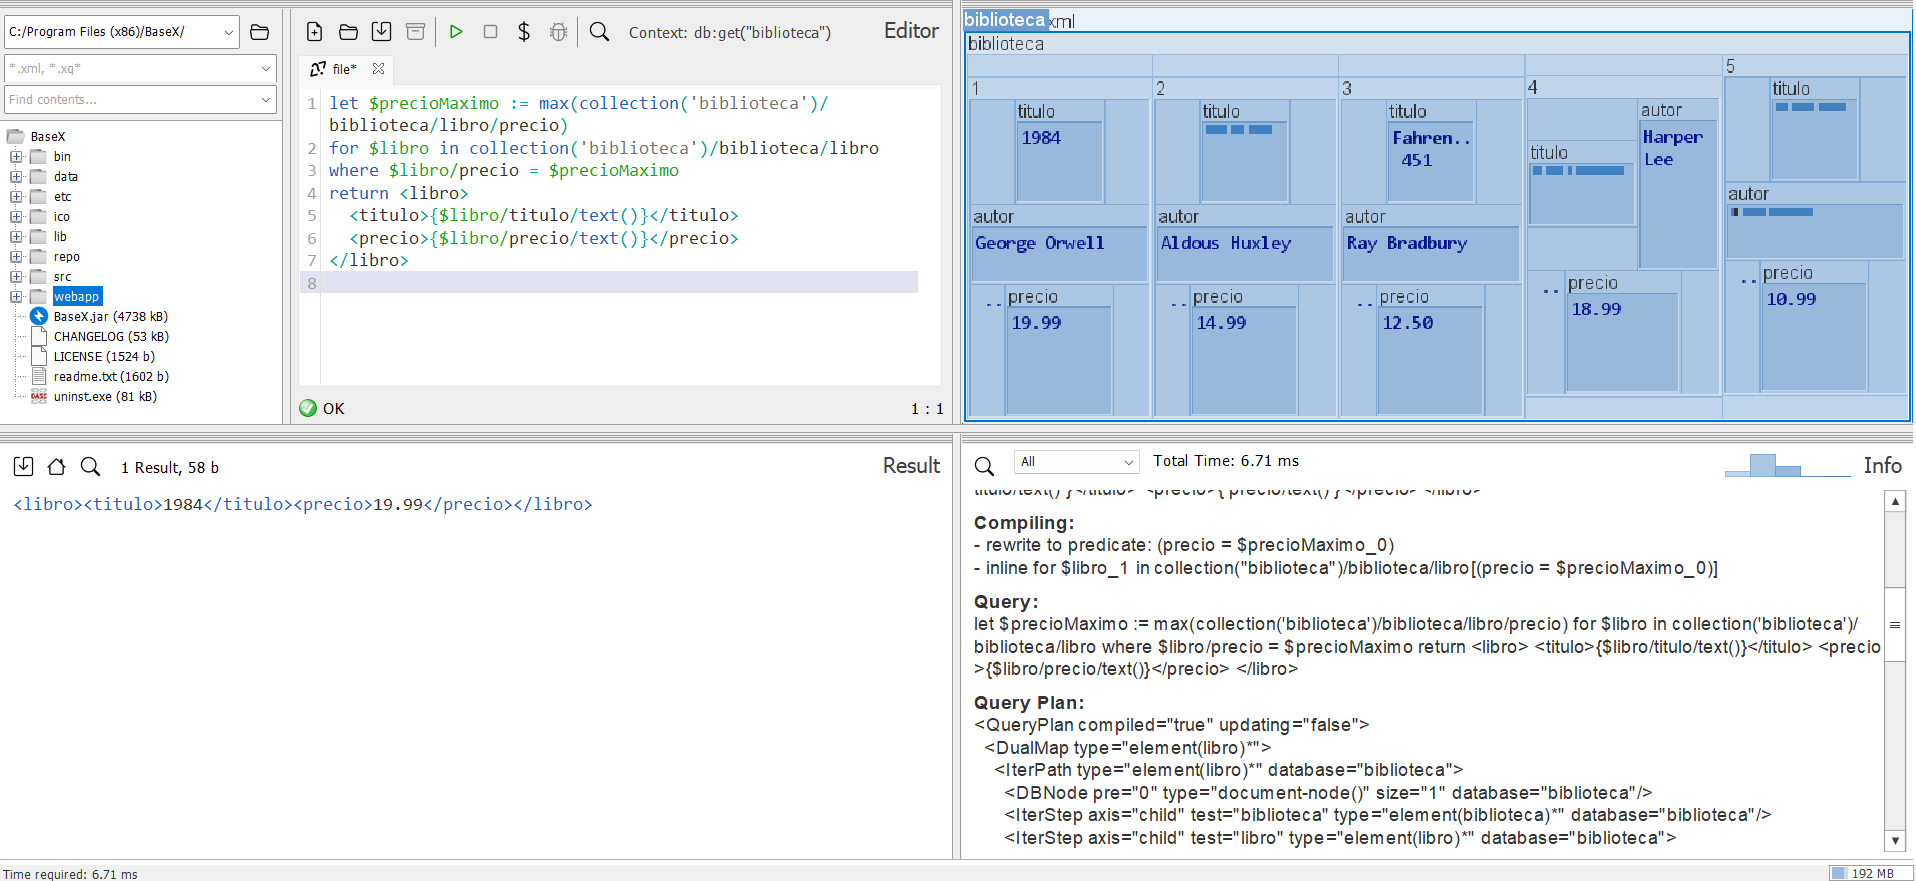 C:/Program Files (x86)/BaseX/
*.xml, *.xq*
Find contents...
BaseX
bin
data
etc
ico
lib
repo
src
webapp
BaseX.jar (4738 kB)
CHANGELOG (53 kB)
LICENSE (1524 b)
readme.txt (1602 b)
uninst.exe (81 kB)
Context: db:get("biblioteca")
Editor
file*
1 let $precioMaximo := max(collection('biblioteca')/
biblioteca/libro/precio)
2 for $libro in collection('biblioteca')/biblioteca/libro
3 where $libro/precio = $precioMaximo
4 return <libro>
5 <titulo>{$libro/titulo/text()}</titulo>
6 <precio>{$libro/precio/text()}</precio>
7 </libro>
8
OK
1 : 1
biblioteca xml
biblioteca
1
titulo
1984
autor
George Orwell
..
precio
19.99
2
titulo
autor
Aldous Huxley
..
precio
14.99
3
titulo
Fahren..
451
autor
Ray Bradbury
..
precio
12.50
4
titulo
autor
Harper
Lee
..
precio
18.99
5
titulo
autor
..
precio
10.99
1 Result, 58 b
Result
<libro><titulo>1984</titulo><precio>19.99</precio></libro>
All
Total Time: 6.71 ms
Info
titulo/text() }</titulo> <precio>{ precio/text() }</precio> </libro>
Compiling:
- rewrite to predicate: (precio = $precioMaximo_0)
- inline for $libro_1 in collection("biblioteca")/biblioteca/libro[(precio = $precioMaximo_0)]
Query:
let $precioMaximo := max(collection('biblioteca')/biblioteca/libro/precio) for $libro in collection('biblioteca')/
biblioteca/libro where $libro/precio = $precioMaximo return <libro> <titulo>{$libro/titulo/text()}</titulo> <precio
>{$libro/precio/text()}</precio> </libro>
Query Plan:
<QueryPlan compiled="true" updating="false">
<DualMap type="element(libro)*">
<IterPath type="element(libro)*" database="biblioteca">
<DBNode pre="0" type="document-node()" size="1" database="biblioteca"/>
<IterStep axis="child" test="biblioteca" type="element(biblioteca)*" database="biblioteca"/>
<IterStep axis="child" test="libro" type="element(libro)*" database="biblioteca">
Time required: 6.71 ms
192 MB